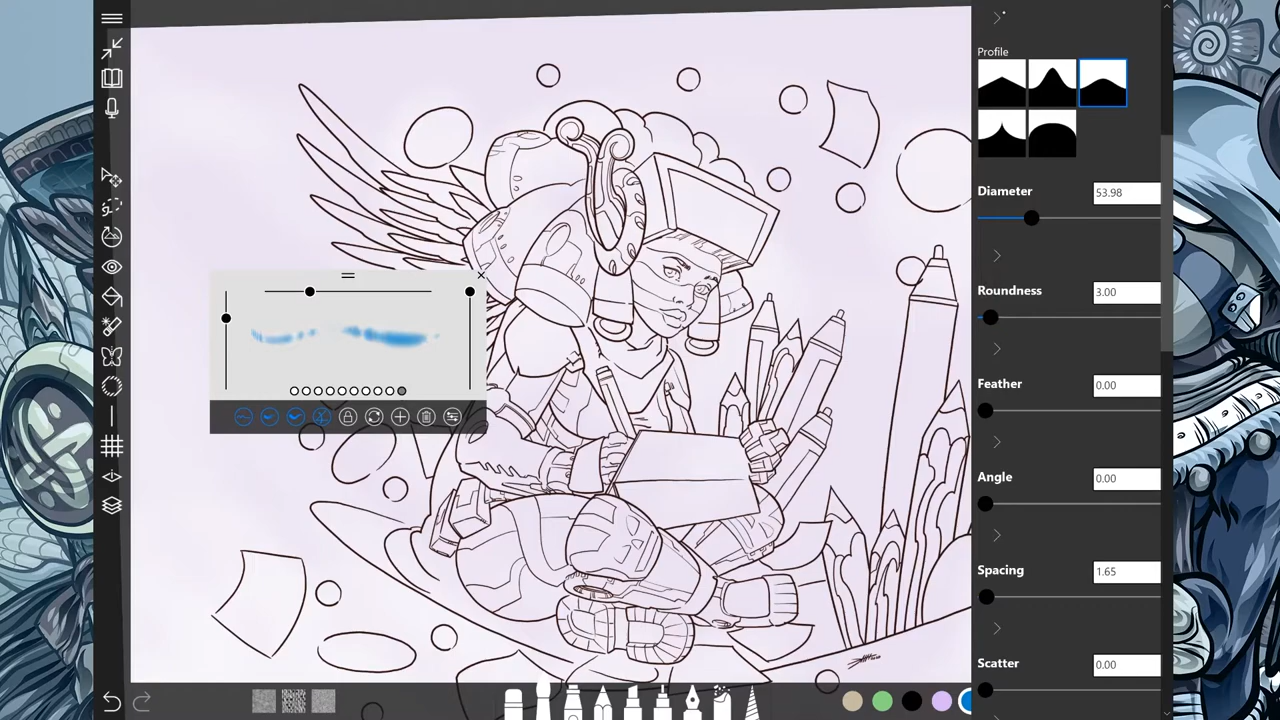 Profile
Diameter 53.98
Roundness 3.00
Feather 0.00
Angle 0.00
Spacing 1.65
Scatter 0.00